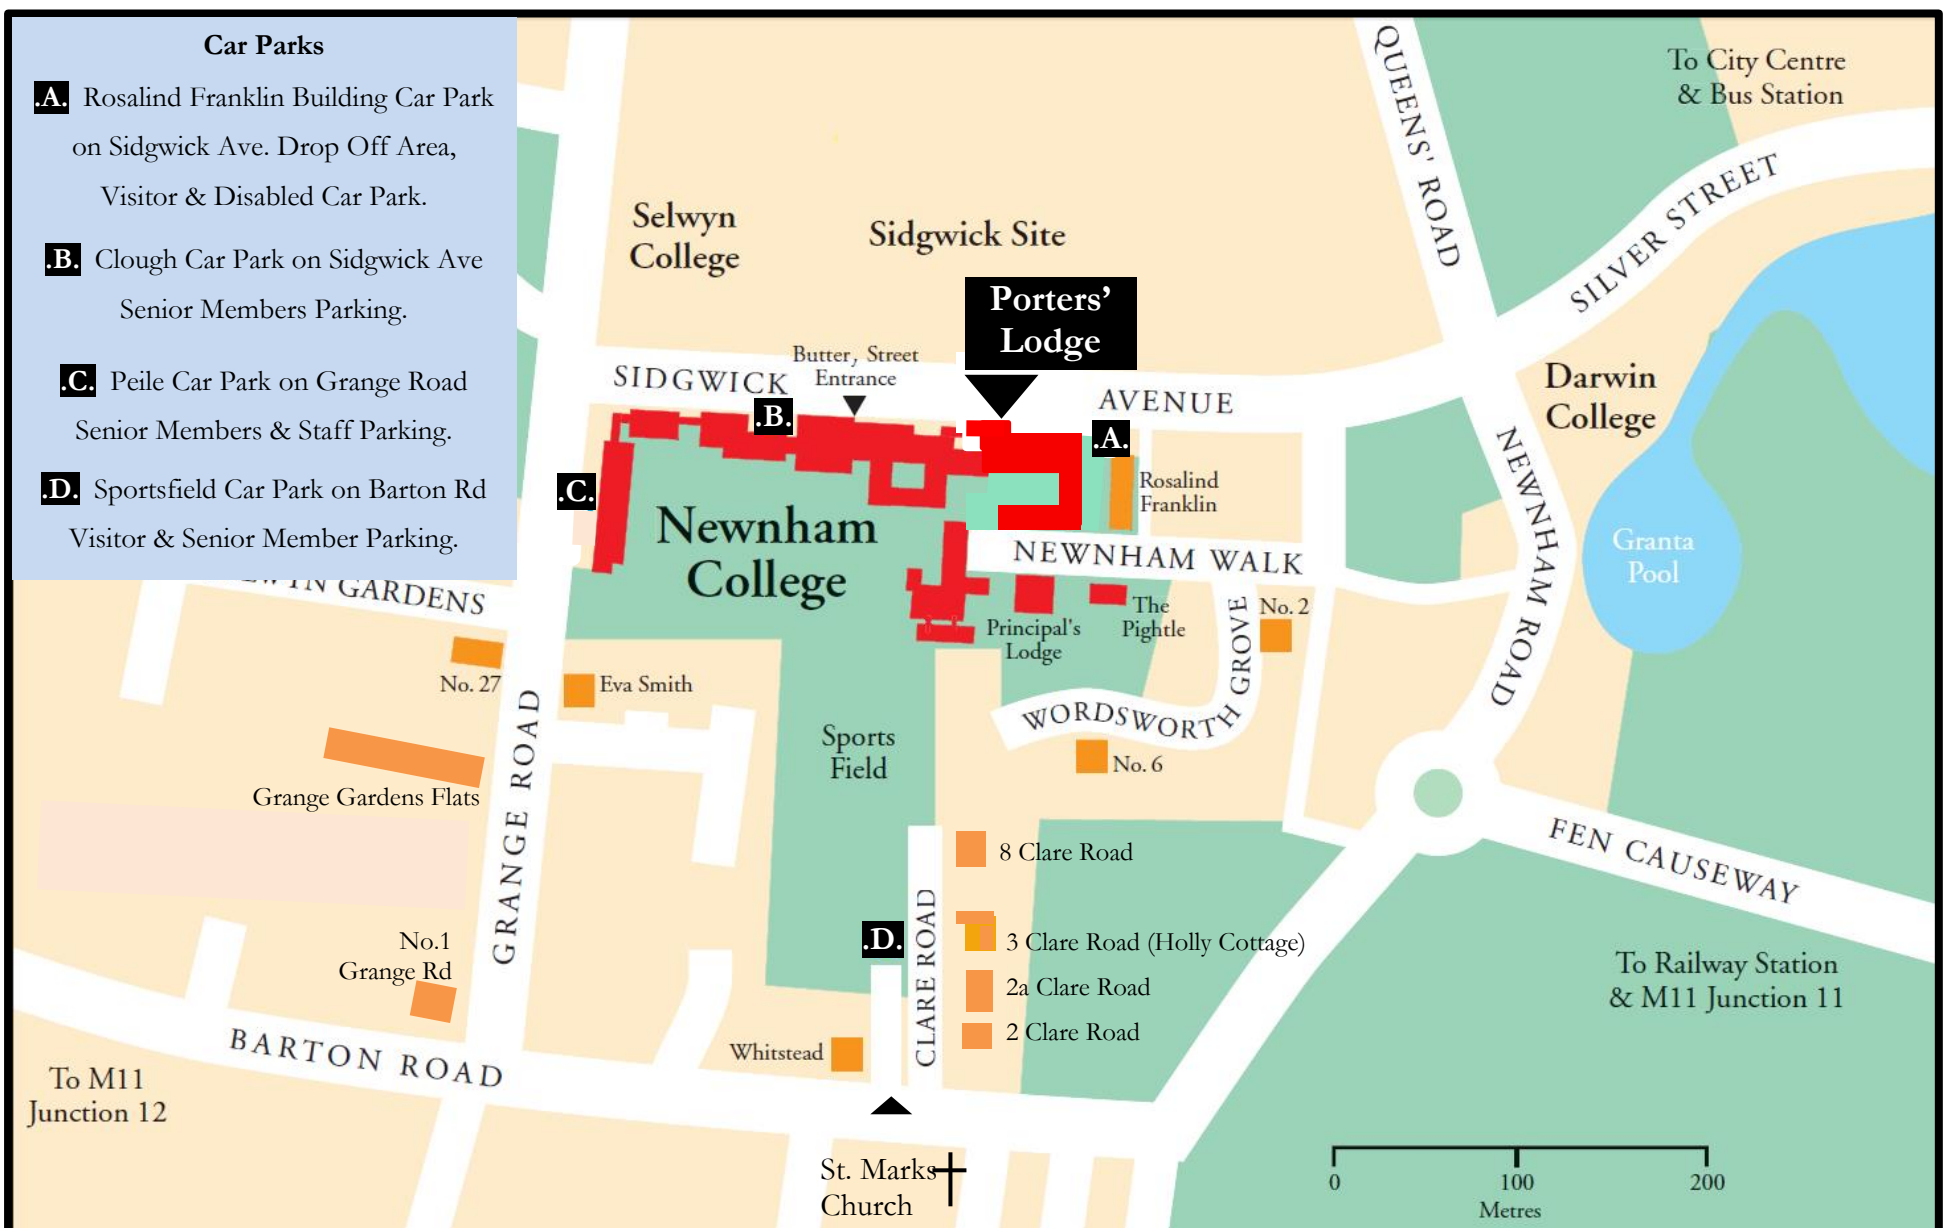 Car Parks
.A. Rosalind Franklin Building Car Park
on Sidgwick Ave. Drop Off Area,
Visitor & Disabled Car Park.
.B. Clough Car Park on Sidgwick Ave
Senior Members Parking.
.C. Peile Car Park on Grange Road
Senior Members & Staff Parking.
.D. Sportsfield Car Park on Barton Rd
Visitor & Senior Member Parking.
QUEENS' ROAD
To City Centre
& Bus Station
SILVER STREET
Selwyn
College
Sidgwick Site
Porters’
Lodge
Butter, Street
Entrance
SIDGWICK
AVENUE
Darwin
College
.B.
.A.
.C.
Rosalind
Franklin
Newnham
College
NEWNHAM WALK
NEWNHAM ROAD
Granta
Pool
GARDENS
No. 27
Eva Smith
Principal's
Lodge
The
Pightle
No. 2
WORDSWORTH GROVE
No. 6
Sports
Field
Grange Gardens Flats
GRANGE ROAD
8 Clare Road
FEN CAUSEWAY
No.1
Grange Rd
.D.
CLARE ROAD
3 Clare Road (Holly Cottage)
2a Clare Road
2 Clare Road
To Railway Station
& M11 Junction 11
Whitstead
BARTON ROAD
To M11
Junction 12
St. Marks
Church
0 100 200
Metres